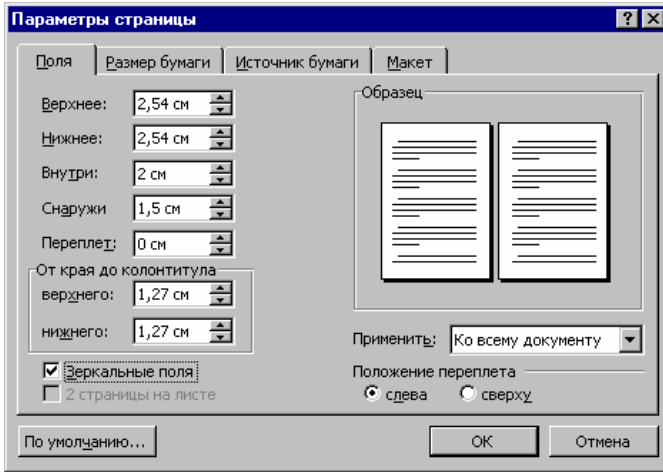 Параметры страницы
Поля Размер бумаги Источник бумаги Макет
Верхнее: 2,54 см
Нижнее: 2,54 см
Внутри: 2 см
Снаружи 1,5 см
Переплет: 0 см
От края до колонтитула
верхнего: 1,27 см
нижнего: 1,27 см
Зеркальные поля
2 страницы на листе
Образец
Применить: Ко всему документу
Положение переплета
слева сверху
По умолчанию... ОК Отмена